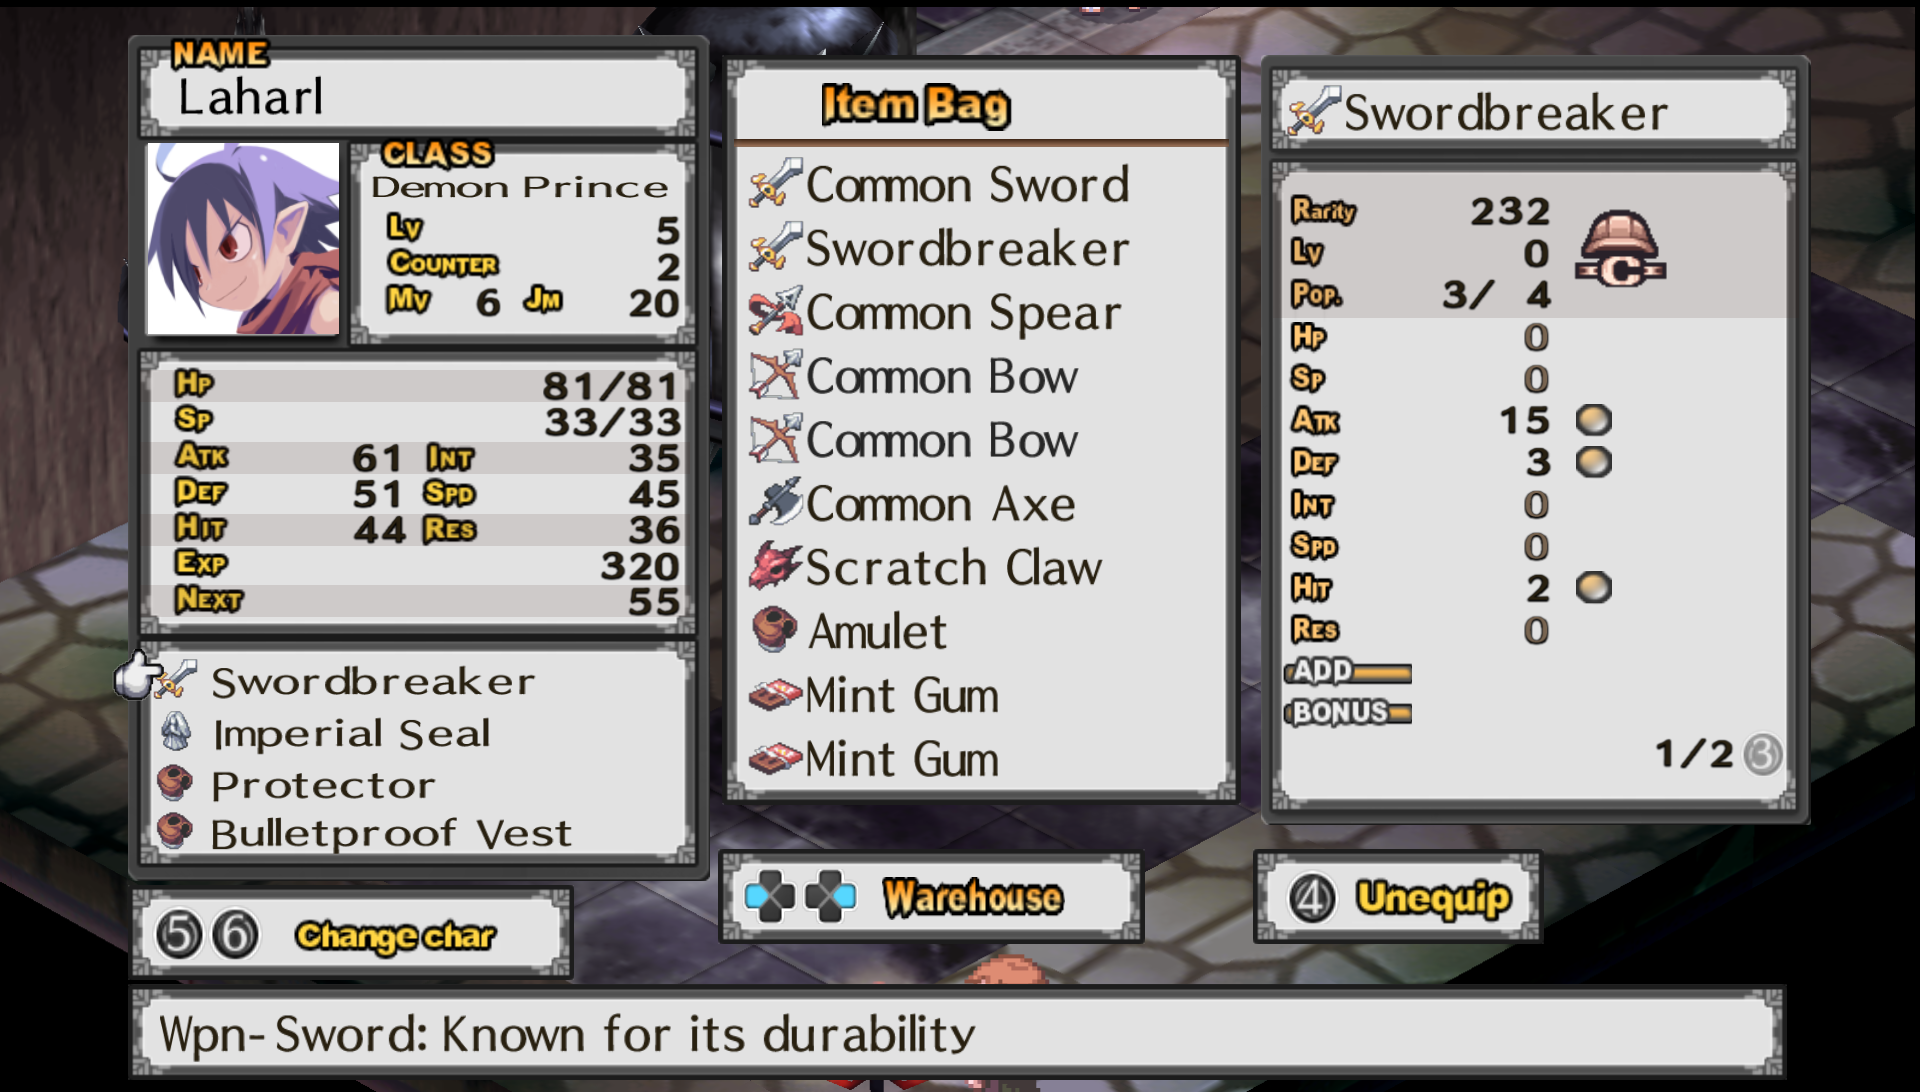 NAME
Laharl
CLASS
Demon Prince
Lv 5
Counter 2
Mv 6 Jm 20
Hp 81/81
Sp 33/33
Atk 61 Int 35
Def 51 Spd 45
Hit 44 Res 36
Exp 320
Next 55
Swordbreaker
Imperial Seal
Protector
Bulletproof Vest
5 6 Change char
Item Bag
Common Sword
Swordbreaker
Common Spear
Common Bow
Common Bow
Common Axe
Scratch Claw
Amulet
Mint Gum
Mint Gum
Warehouse
Swordbreaker
Rarity 232
Lv 0
C
Pop. 3/ 4
Hp 0
Sp 0
Atk 15
Def 3
Int 0
Spd 0
Hit 2
Res 0
ADD
BONUS
1/2 3
4 Unequip
Wpn-Sword: Known for its durability